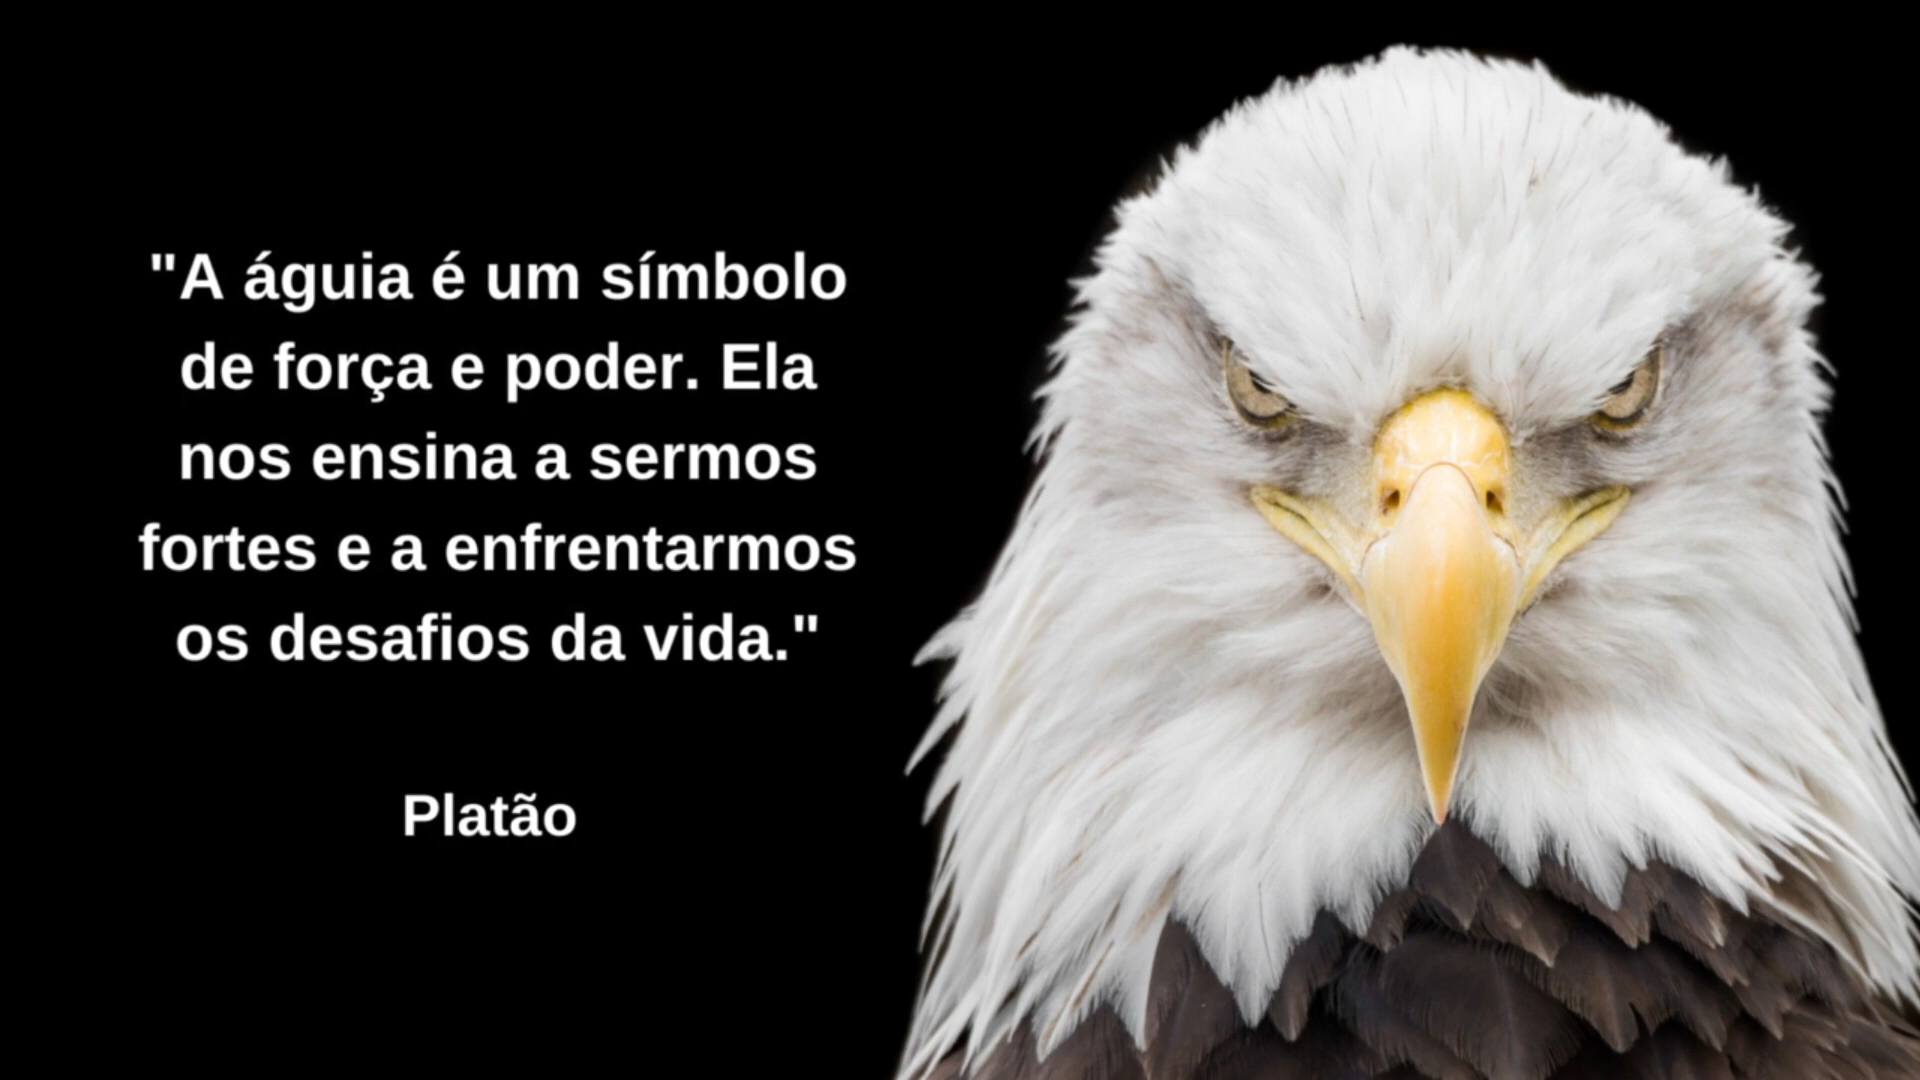 "A águia é um símbolo
de força e poder. Ela
nos ensina a sermos
fortes e a enfrentarmos
os desafios da vida."
Platão